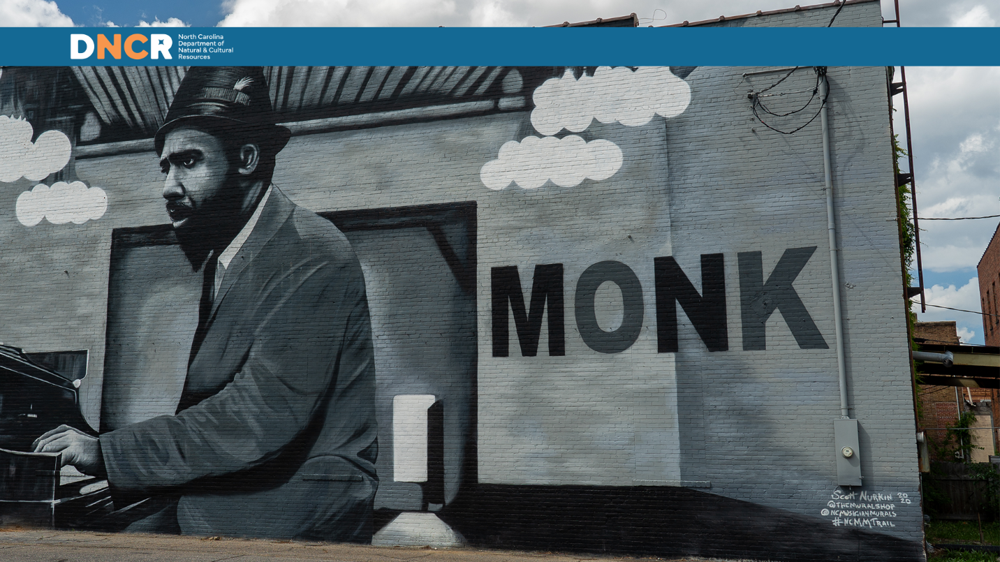 DNCR
North Carolina
Department of
Natural & Cultural
Resources
MONK
Scott Nurkin 2020
@THEMURALSHOP
@NCMUSICIANMURALS
#NCMMTRAIL